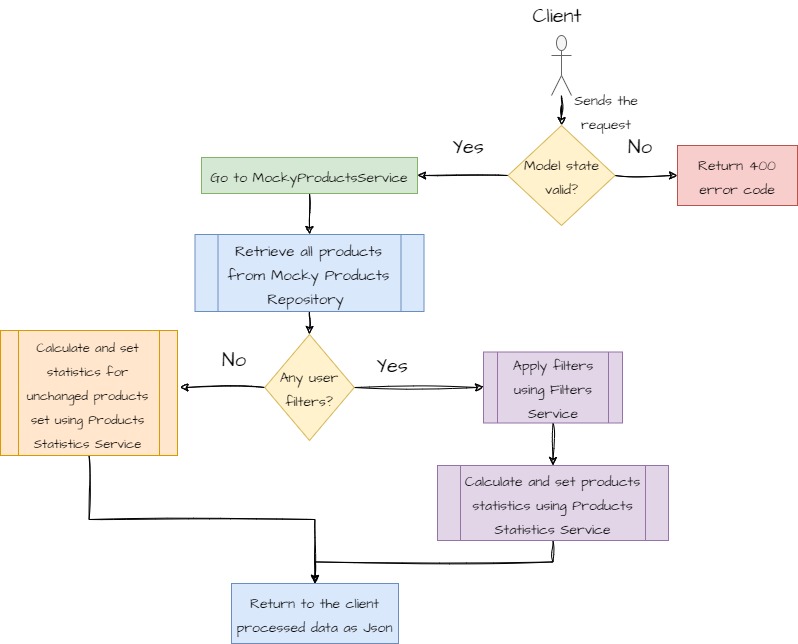 Client
Sends the
request
Yes
No
Model state
valid?
Return 400
error code
Go to MockyProductsService
Retrieve all products
from Mocky Products
Repository
No
Yes
Any user
filters?
Calculate and set
statistics for
unchanged products
set using Products
Statistics Service
Apply filters
using Filters
Service
Calculate and set products
statistics using Products
Statistics Service
Return to the client
processed data as Json